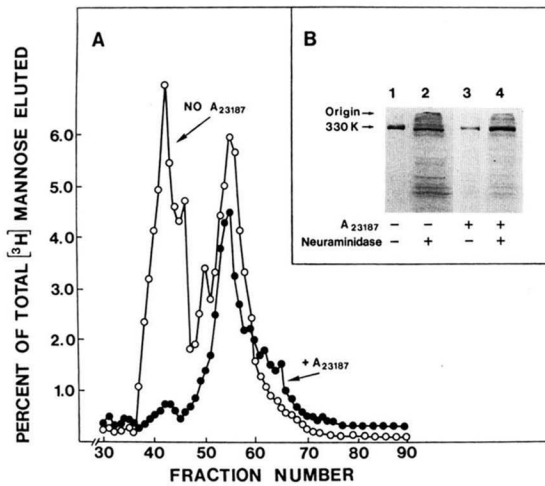 A
B
1 2 3 4
Origin
330 K
A23187 − − + +
Neuraminidase − + − +
NO A23187
+ A23187
PERCENT OF TOTAL [³H] MANNOSE ELUTED
6.0
5.0
4.0
3.0
2.0
1.0
30 40 50 60 70 80 90
FRACTION NUMBER